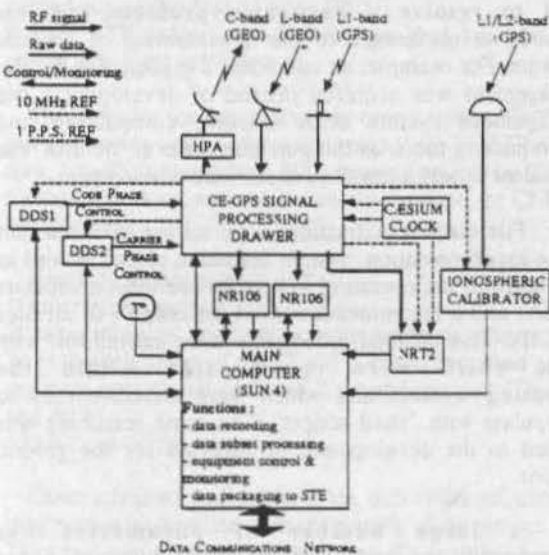 RF signal
Raw data
Control/Monitoring
10 MHz REF
1 P.P.S. REF
C-band
(GEO)
L-band
(GEO)
L1-band
(GPS)
L1/L2-band
(GPS)
HPA
CODE PHASE
CONTROL
DDS1
DDS2
CARRIER
PHASE
CONTROL
CE-GPS SIGNAL
PROCESSING
DRAWER
CÆSIUM
CLOCK
IONOSPHERIC
CALIBRATOR
NR106
NR106
NRT2
MAIN
COMPUTER
(SUN 4)
Functions :
- data recording
- data subset processing
- equipment control &
monitoring
- data packaging to STE
DATA COMMUNICATIONS NETWORK